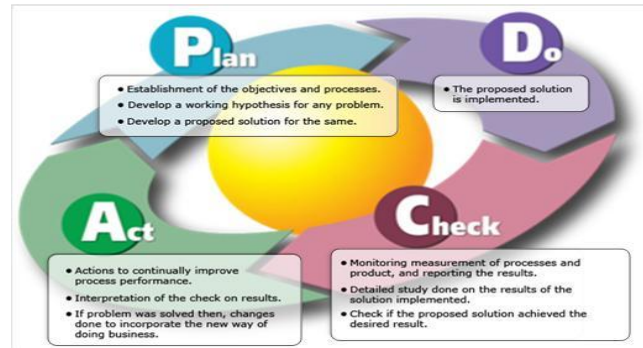 Plan
• Establishment of the objectives and processes.
• Develop a working hypothesis for any problem.
• Develop a proposed solution for the same.
Do
• The proposed solution
is implemented.
Check
• Monitoring measurement of processes and
product, and reporting the results.
• Detailed study done on the results of the
solution implemented.
• Check if the proposed solution achieved the
desired result.
Act
• Actions to continually improve
process performance.
• Interpretation of the check on results.
• If problem was solved then, changes
done to incorporate the new way of
doing business.